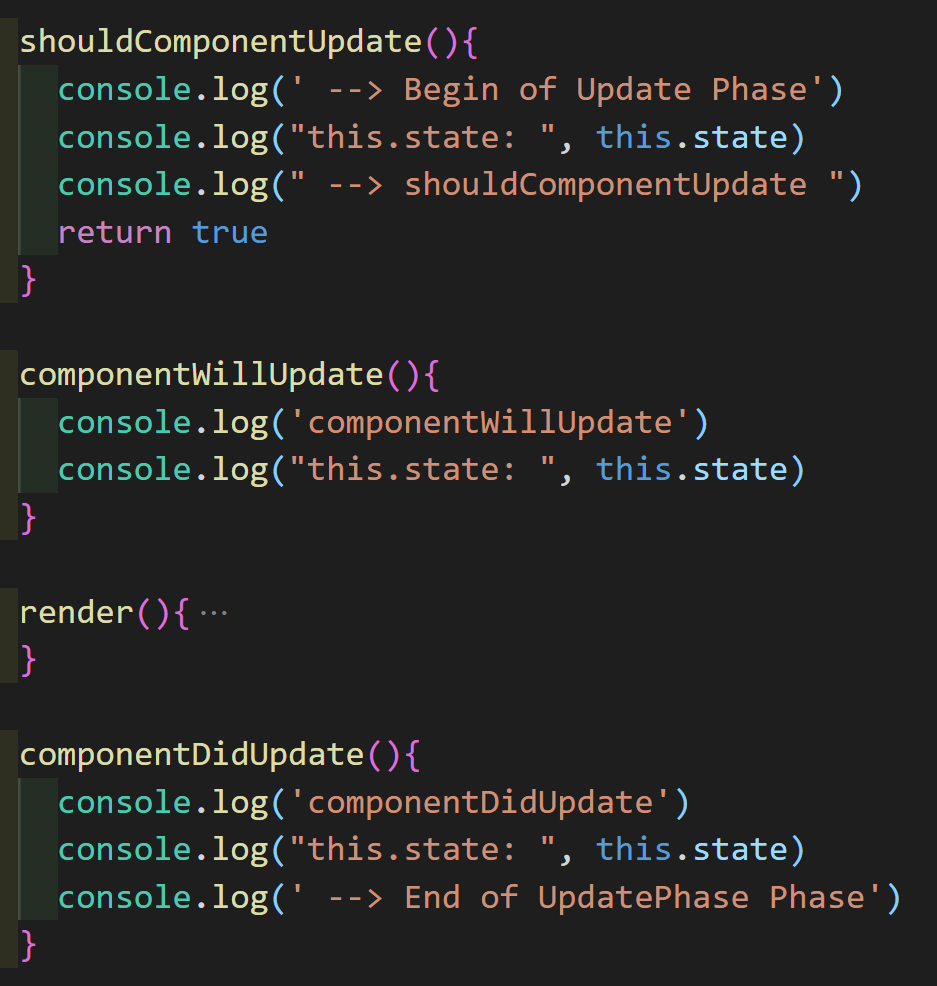 shouldComponentUpdate(){
console.log(' --> Begin of Update Phase')
console.log("this.state: ", this.state)
console.log(" --> shouldComponentUpdate ")
return true
}
componentWillUpdate(){
console.log('componentWillUpdate')
console.log("this.state: ", this.state)
}
render(){ ···
}
componentDidUpdate(){
console.log('componentDidUpdate')
console.log("this.state: ", this.state)
console.log(' --> End of UpdatePhase Phase')
}